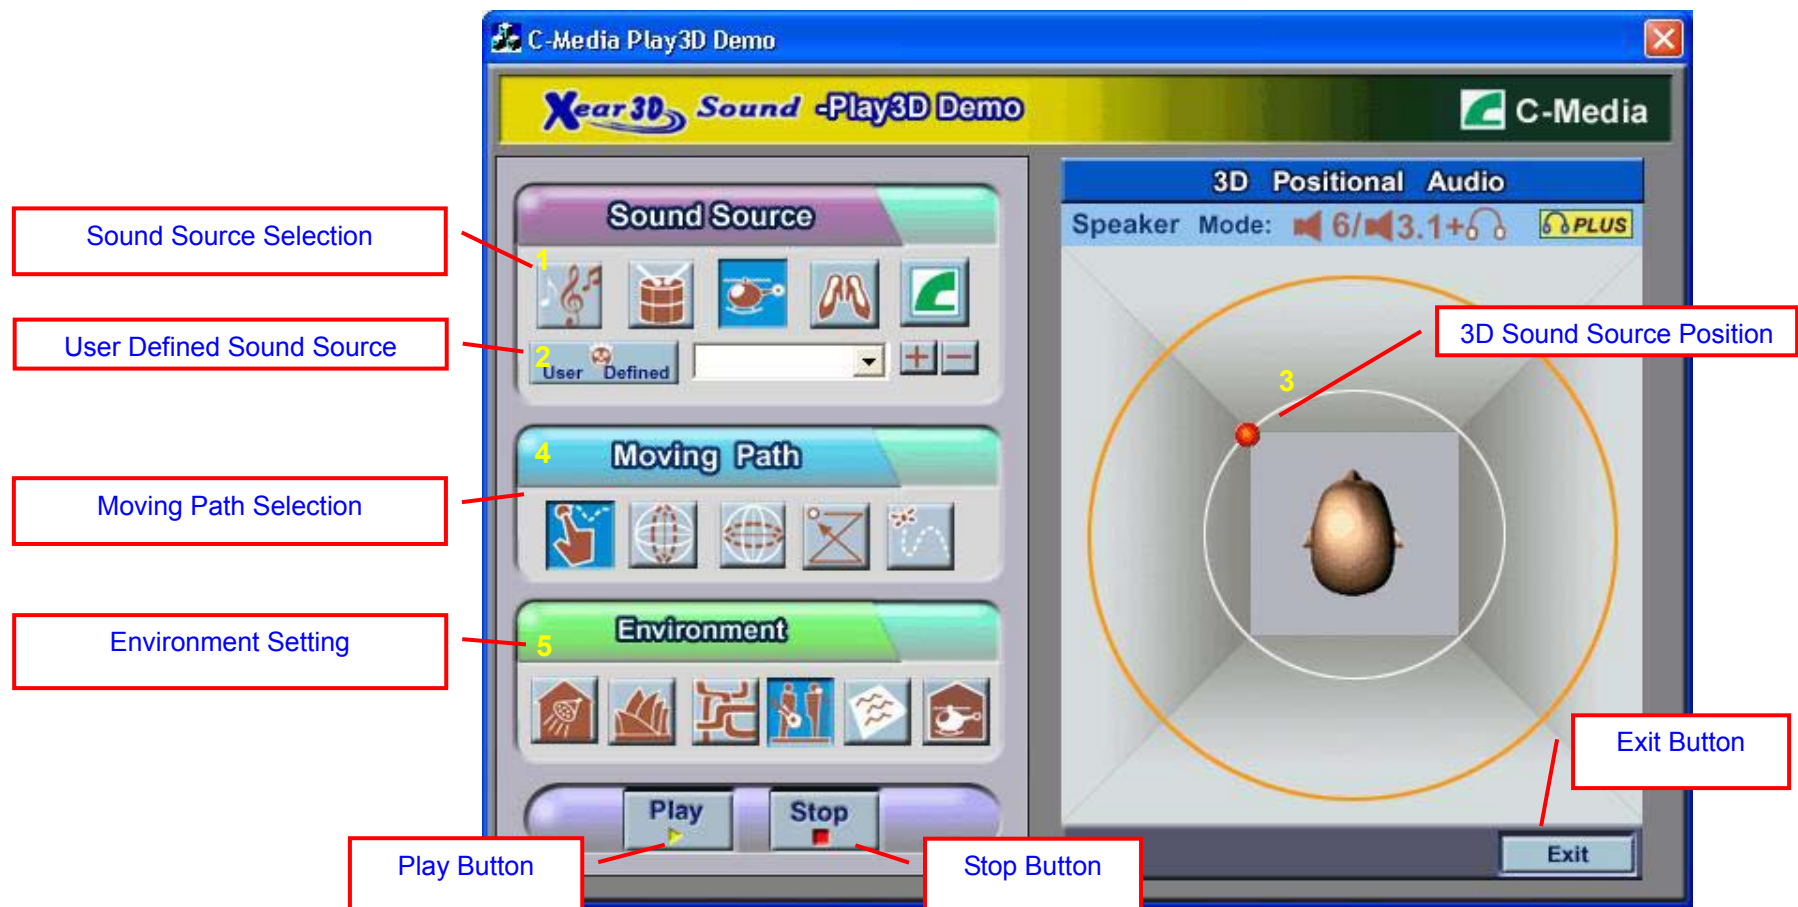 C-Media Play3D Demo
Xear 3D Sound -Play3D Demo
C-Media
Sound Source
Sound Source Selection
1
User Defined Sound Source
2
User Defined
3D Positional Audio
Speaker Mode: 6/ 3.1+
PLUS
3D Sound Source Position
3
Moving Path
4
Moving Path Selection
Environment
5
Environment Setting
Play
Stop
Play Button
Stop Button
Exit Button
Exit